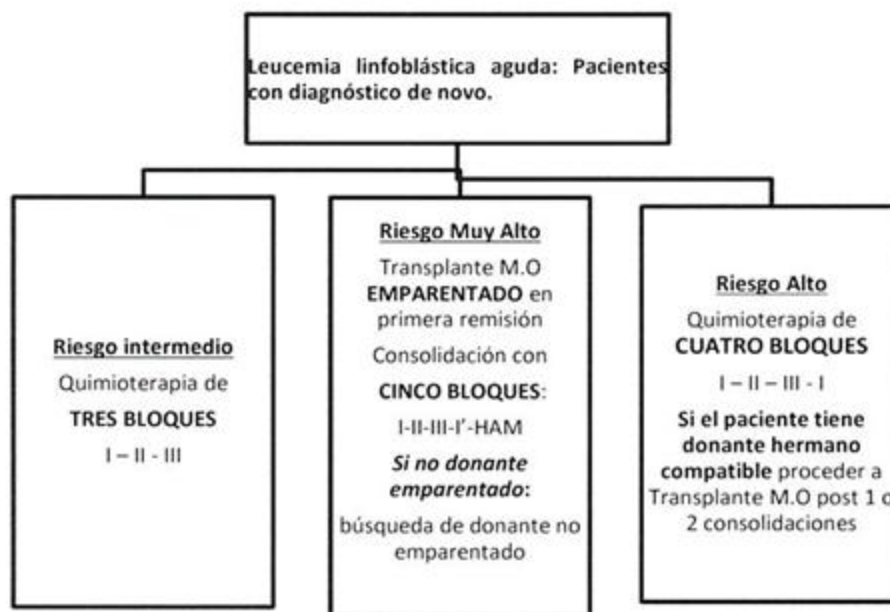 Leucemia linfoblástica aguda: Pacientes
con diagnóstico de novo.
Riesgo intermedio
Quimioterapia de
TRES BLOQUES
I – II - III
Riesgo Muy Alto
Transplante M.O
EMPARENTADO en
primera remisión
Consolidación con
CINCO BLOQUES:
I-II-III-I’-HAM
Si no donante
emparentado:
búsqueda de donante no
emparentado
Riesgo Alto
Quimioterapia de
CUATRO BLOQUES
I – II – III - I
Si el paciente tiene
donante hermano
compatible proceder a
Transplante M.O post 1 o
2 consolidaciones